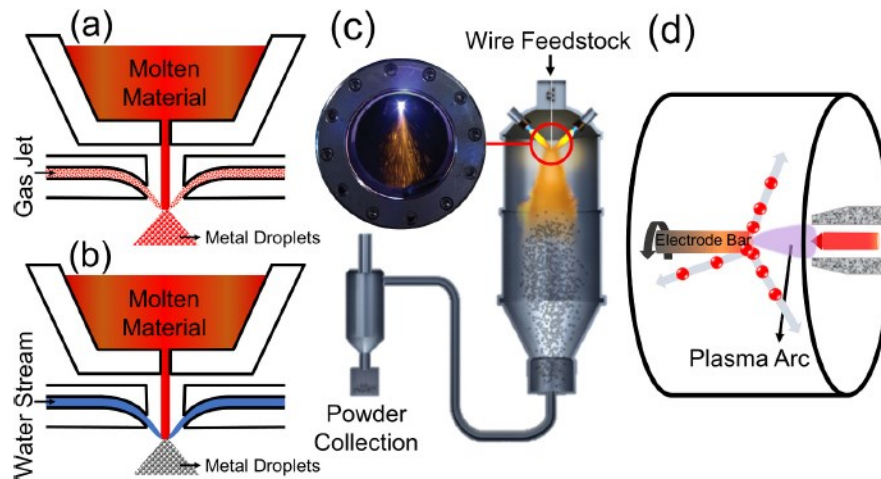 (a)
Molten
Material
Gas Jet
Metal Droplets
(b)
Molten
Material
Water Stream
Metal Droplets
(c)
Wire Feedstock
Powder
Collection
(d)
Electrode Bar
Plasma Arc